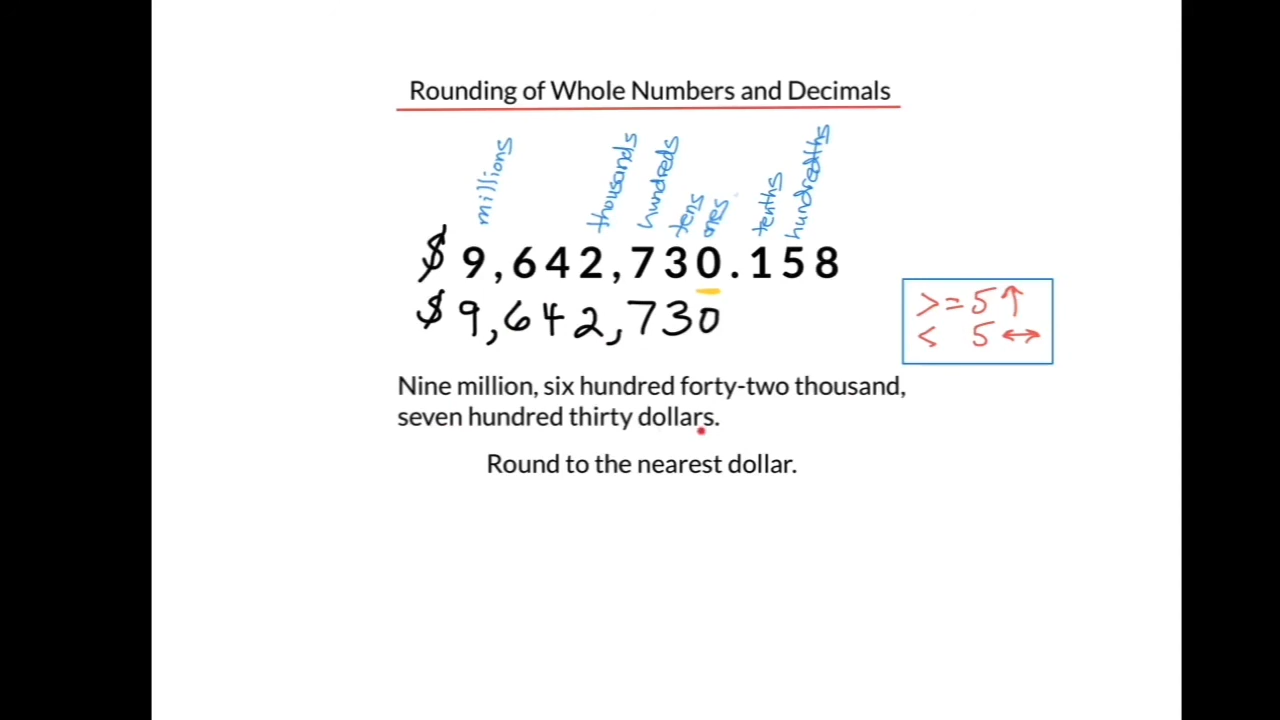 Rounding of Whole Numbers and Decimals
millions thousands hundreds tens ones tenths hundredths
$ 9,642,730.158
$ 9,642,730
>= 5 ↑
< 5 ↔
Nine million, six hundred forty-two thousand,
seven hundred thirty dollars.
Round to the nearest dollar.